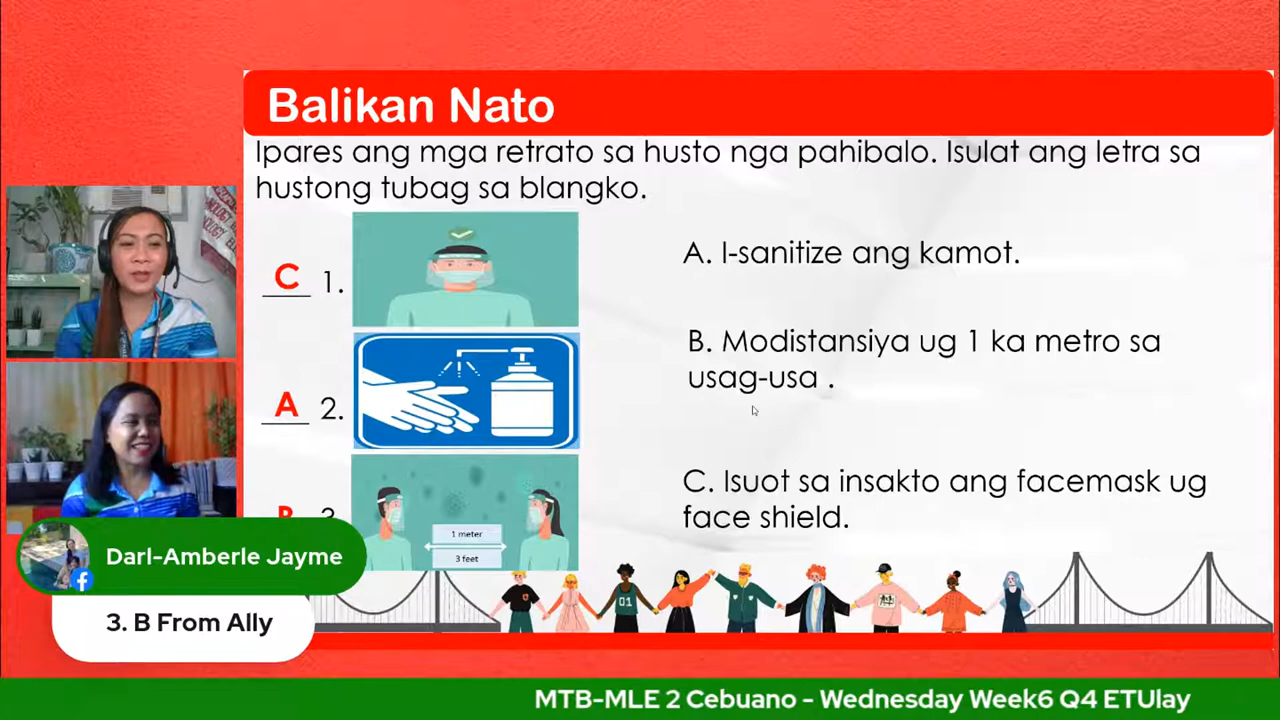 Balikan Nato
Ipares ang mga retrato sa husto nga pahibalo. Isulat ang letra sa
hustong tubag sa blangko.
C 1.
A. I-sanitize ang kamot.
A 2.
B. Modistansiya ug 1 ka metro sa
usag-usa .
B 3.
1 meter
3 feet
C. Isuot sa insakto ang facemask ug
face shield.
01
Darl-Amberle Jayme
3. B From Ally
MTB-MLE 2 Cebuano - Wednesday Week6 Q4 ETUlay